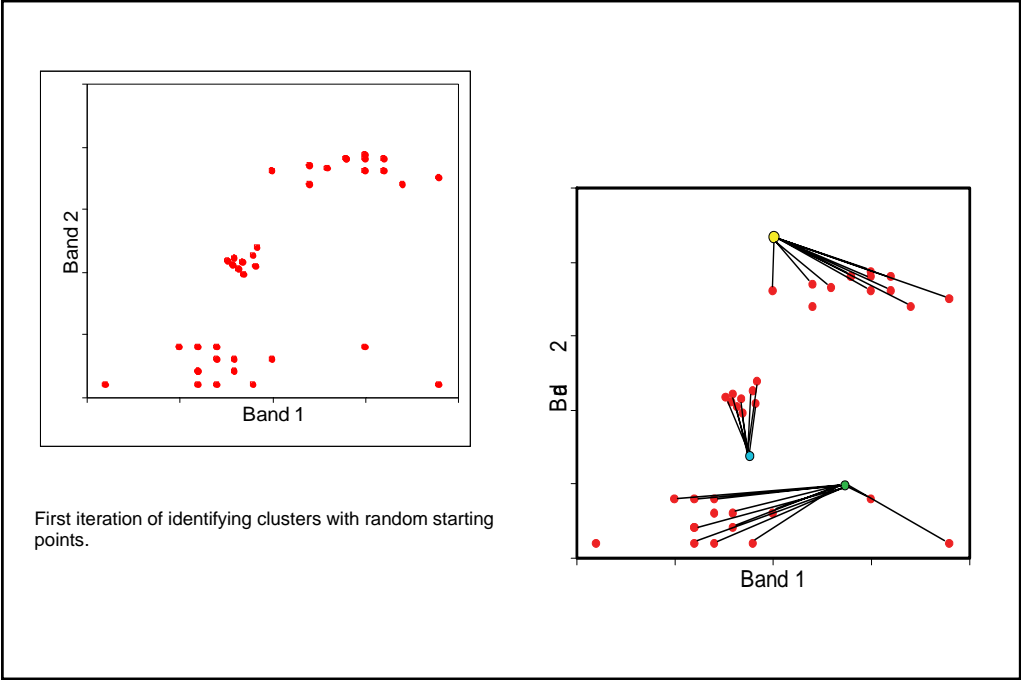 Band 2
Band 1
First iteration of identifying clusters with random starting
points.
2
Band 1